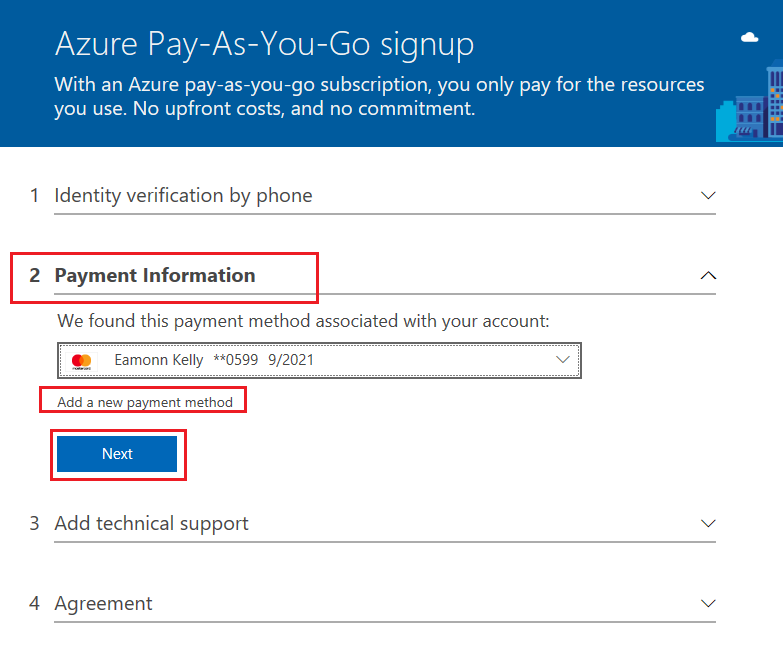 Azure Pay-As-You-Go signup
With an Azure pay-as-you-go subscription, you only pay for the resources
you use. No upfront costs, and no commitment.
1 Identity verification by phone
2 Payment Information
We found this payment method associated with your account:
mastercard Eamonn Kelly **0599 9/2021
Add a new payment method
Next
3 Add technical support
4 Agreement